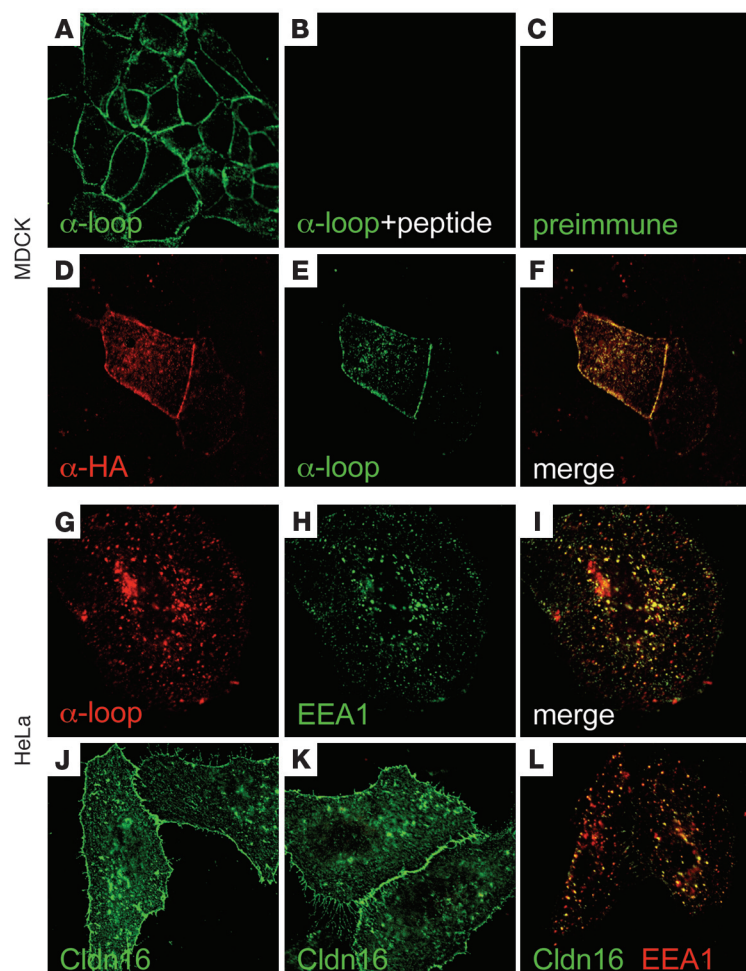 A
B
C
α-loop
α-loop+peptide
preimmune
MDCK
D
E
F
α-HA
α-loop
merge
G
H
I
α-loop
EEA1
merge
HeLa
J
K
L
Cldn16
Cldn16
Cldn16 EEA1